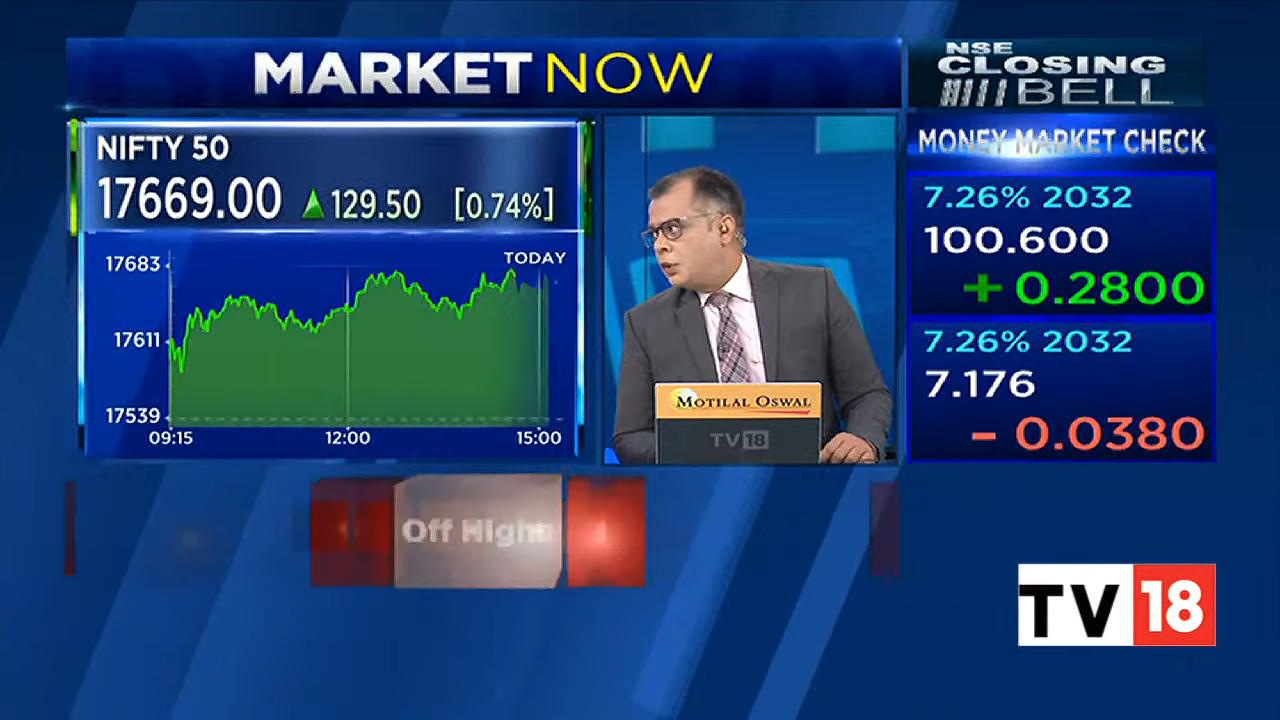 MARKET NOW
NSE
CLOSING
BELL
NIFTY 50
17669.00 ▲ 129.50 [0.74%]
TODAY
17683
17611
17539
09:15 12:00 15:00
MOTILAL OSWAL
TV18
MONEY MARKET CHECK
7.26% 2032
100.600
+ 0.2800
7.26% 2032
7.176
- 0.0380
Off Highs
TV18